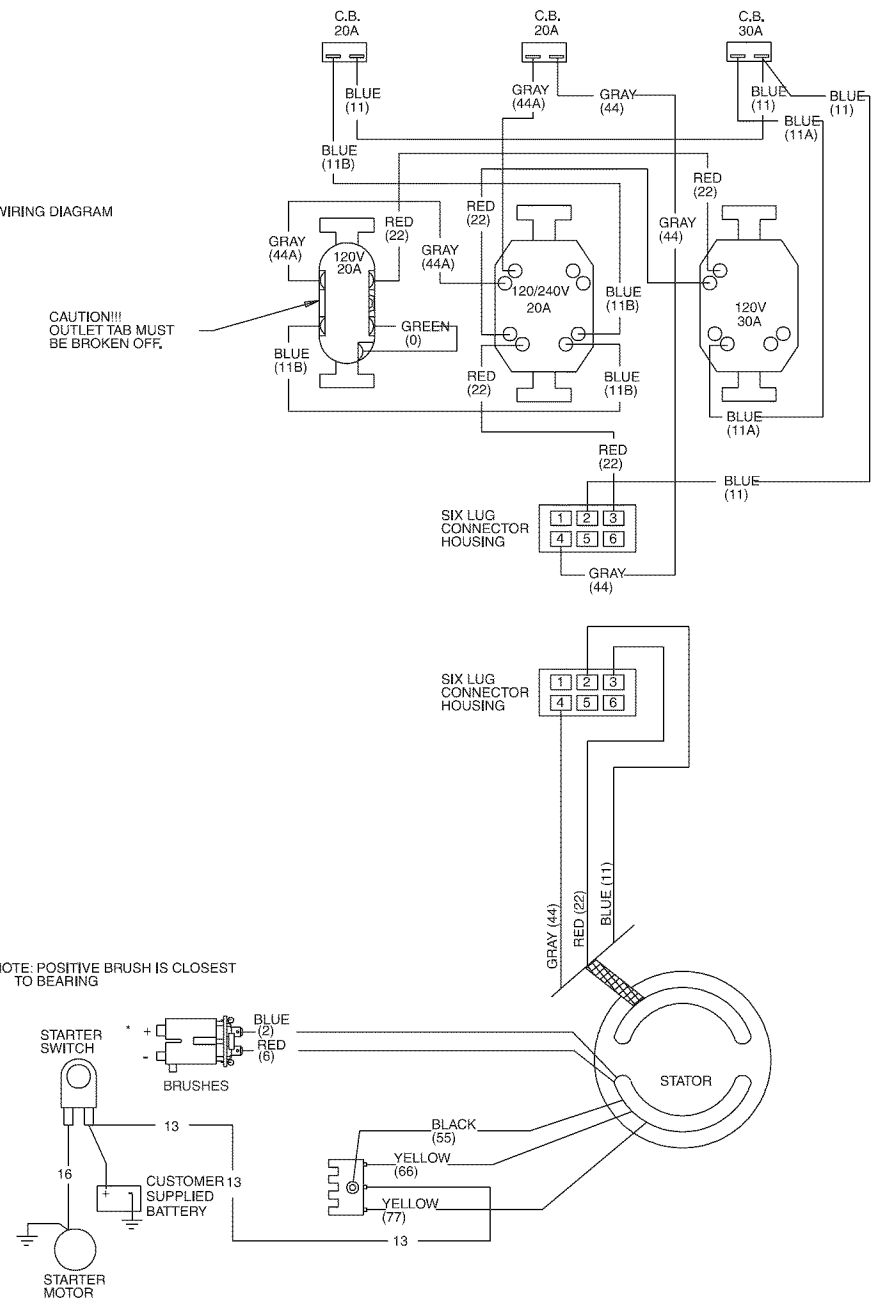 C.B.
20A
C.B.
20A
C.B.
30A
BLUE
(11)
GRAY
(44A)
GRAY
(44)
BLUE
(11)
BLUE
(11)
BLUE
(11A)
BLUE
(11B)
RED
(22)
WIRING DIAGRAM
RED
(22)
RED
(22)
GRAY
(44)
GRAY
(44A)
GRAY
(44A)
120V
20A
120/240V
20A
BLUE
(11B)
120V
30A
CAUTION!!!
OUTLET TAB MUST
BE BROKEN OFF.
GREEN
(0)
BLUE
(11B)
RED
(22)
BLUE
(11B)
BLUE
(11A)
RED
(22)
BLUE
(11)
SIX LUG
CONNECTOR
HOUSING
1 2 3
4 5 6
GRAY
(44)
SIX LUG
CONNECTOR
HOUSING
1 2 3
4 5 6
GRAY (44)
RED (22)
BLUE (11)
NOTE: POSITIVE BRUSH IS CLOSEST
TO BEARING
STARTER
SWITCH
* +
-
BLUE
(2)
RED
(6)
BRUSHES
STATOR
13
BLACK
(55)
YELLOW
(66)
YELLOW
(77)
16
+ -
CUSTOMER
SUPPLIED
BATTERY
13
13
STARTER
MOTOR